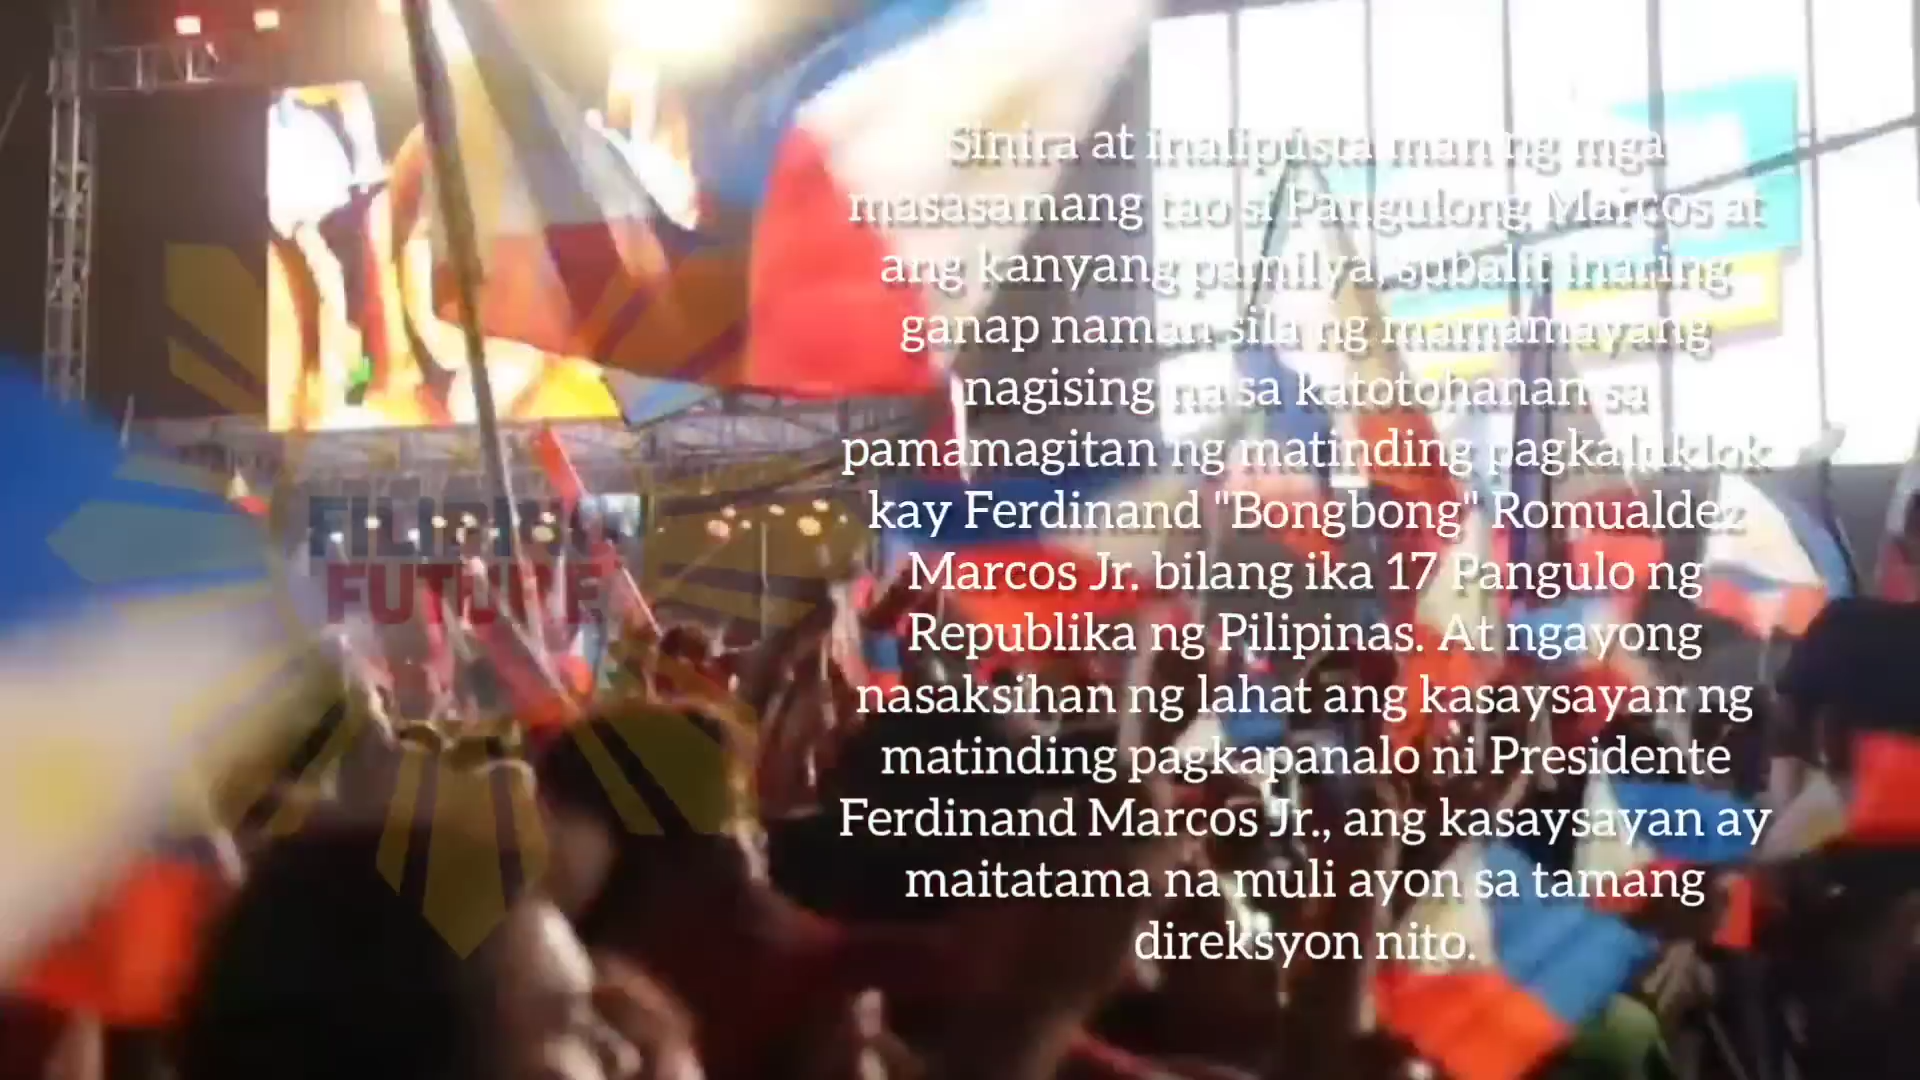 FILIPINO
FUTURE
Sinira at inalipusta man ng mga
masasamang tao si Pangulong Marcos at
ang kanyang pamilya, subalit inaring
ganap naman sila ng mamamayang
nagising na sa katotohanan sa
pamamagitan ng matinding pagkaluklok
kay Ferdinand "Bongbong" Romualdez
Marcos Jr. bilang ika 17 Pangulo ng
Republika ng Pilipinas. At ngayong
nasaksihan ng lahat ang kasaysayan ng
matinding pagkapanalo ni Presidente
Ferdinand Marcos Jr., ang kasaysayan ay
maitatama na muli ayon sa tamang
direksyon nito.